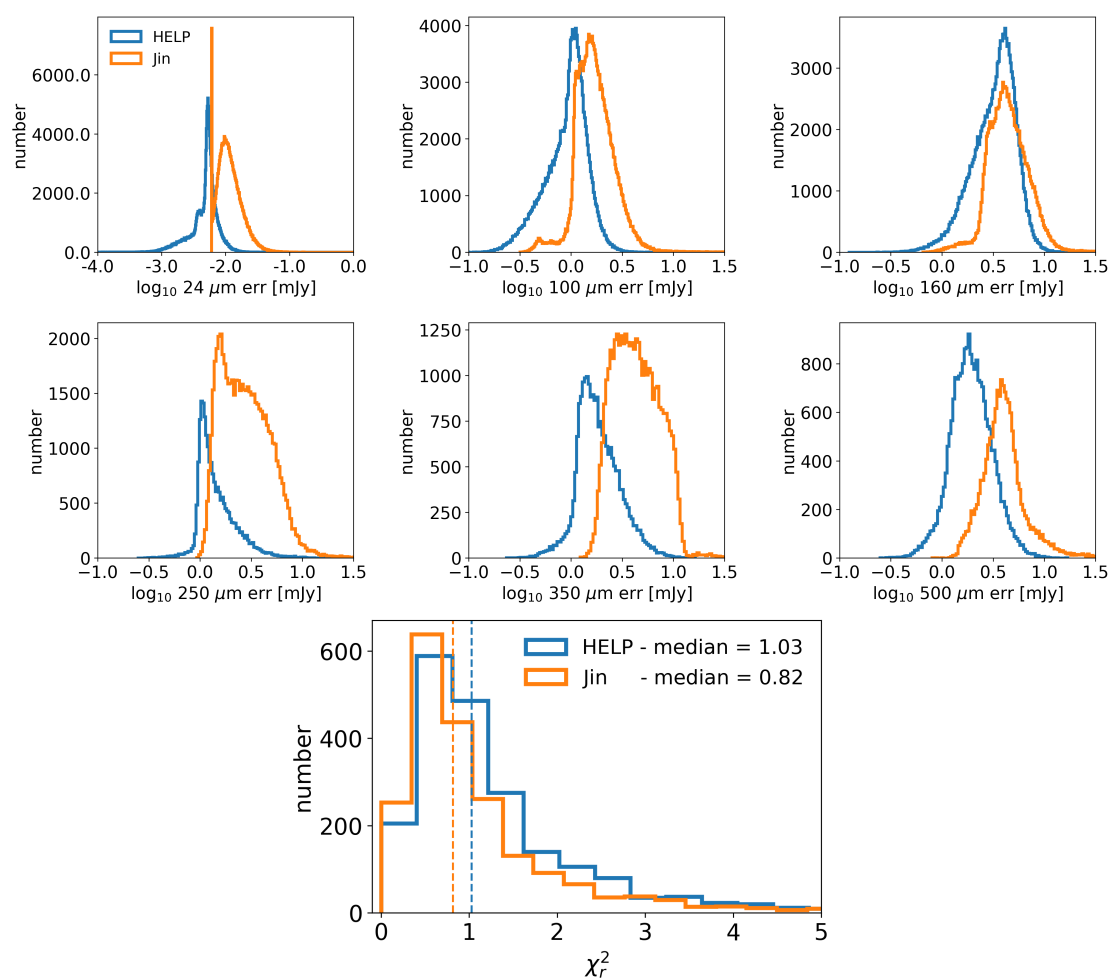 HELP
Jin
6000.0
4000.0
2000.0
0.0
number
-4.0 -3.0 -2.0 -1.0 0.0
log₁₀ 24 μm err [mJy]
4000
3000
2000
1000
0
number
−1.0 −0.5 0.0 0.5 1.0 1.5
log₁₀ 100 μm err [mJy]
3000
2000
1000
0
number
−1.0 −0.5 0.0 0.5 1.0 1.5
log₁₀ 160 μm err [mJy]
2000
1500
1000
500
0
number
−1.0 −0.5 0.0 0.5 1.0 1.5
log₁₀ 250 μm err [mJy]
1250
1000
750
500
250
0
number
−1.0 −0.5 0.0 0.5 1.0 1.5
log₁₀ 350 μm err [mJy]
800
600
400
200
0
number
−1.0 −0.5 0.0 0.5 1.0 1.5
log₁₀ 500 μm err [mJy]
HELP - median = 1.03
Jin - median = 0.82
600
400
200
0
number
0 1 2 3 4 5
χ²ᵣ